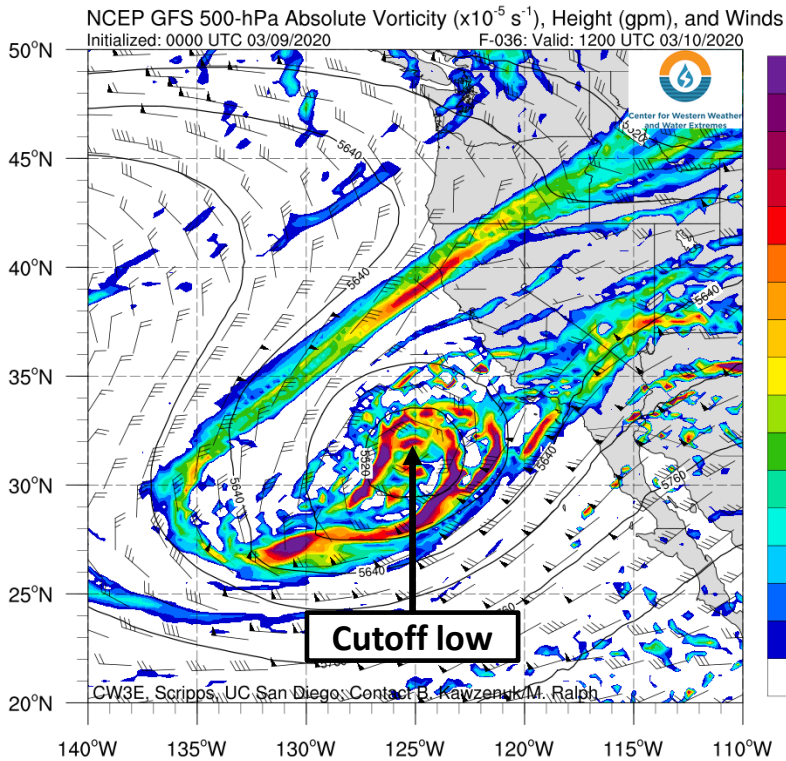 NCEP GFS 500-hPa Absolute Vorticity (x10⁻⁵ s⁻¹), Height (gpm), and Winds
Initialized: 0000 UTC 03/09/2020 F-036: Valid: 1200 UTC 03/10/2020
50°N
Center for Western Weather
and Water Extremes
5520
45°N
5640
40°N
5640
5640
35°N
5520
5640
5640
30°N
5760
25°N
5640
5760
Cutoff low
5760
20°N
CW3E, Scripps, UC San Diego; Contact B. Kawzenuk/M. Ralph
140°W 135°W 130°W 125°W 120°W 115°W 110°W